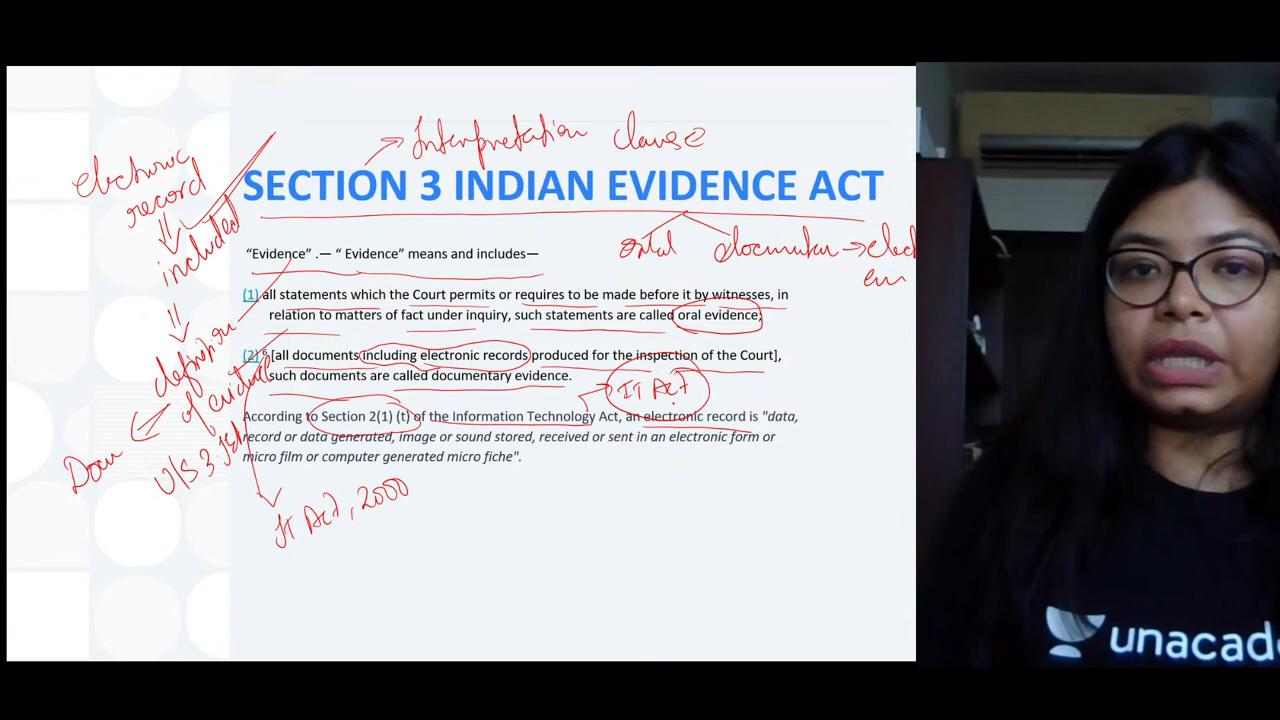 Interpretation clause
SECTION 3 INDIAN EVIDENCE ACT
electronic
record
included
included
definition
of evidence
U/S 3
Docu
IT Act, 2000
oral
elect
“Evidence” .— “ Evidence” means and includes—
(1) all statements which the Court permits or requires to be made before it by witnesses, in
relation to matters of fact under inquiry, such statements are called oral evidence;
(2) 6 [all documents including electronic records produced for the inspection of the Court],
such documents are called documentary evidence.
IT Act
According to Section 2(1) (t) of the Information Technology Act, an electronic record is "data,
record or data generated, image or sound stored, received or sent in an electronic form or
micro film or computer generated micro fiche".
unacad